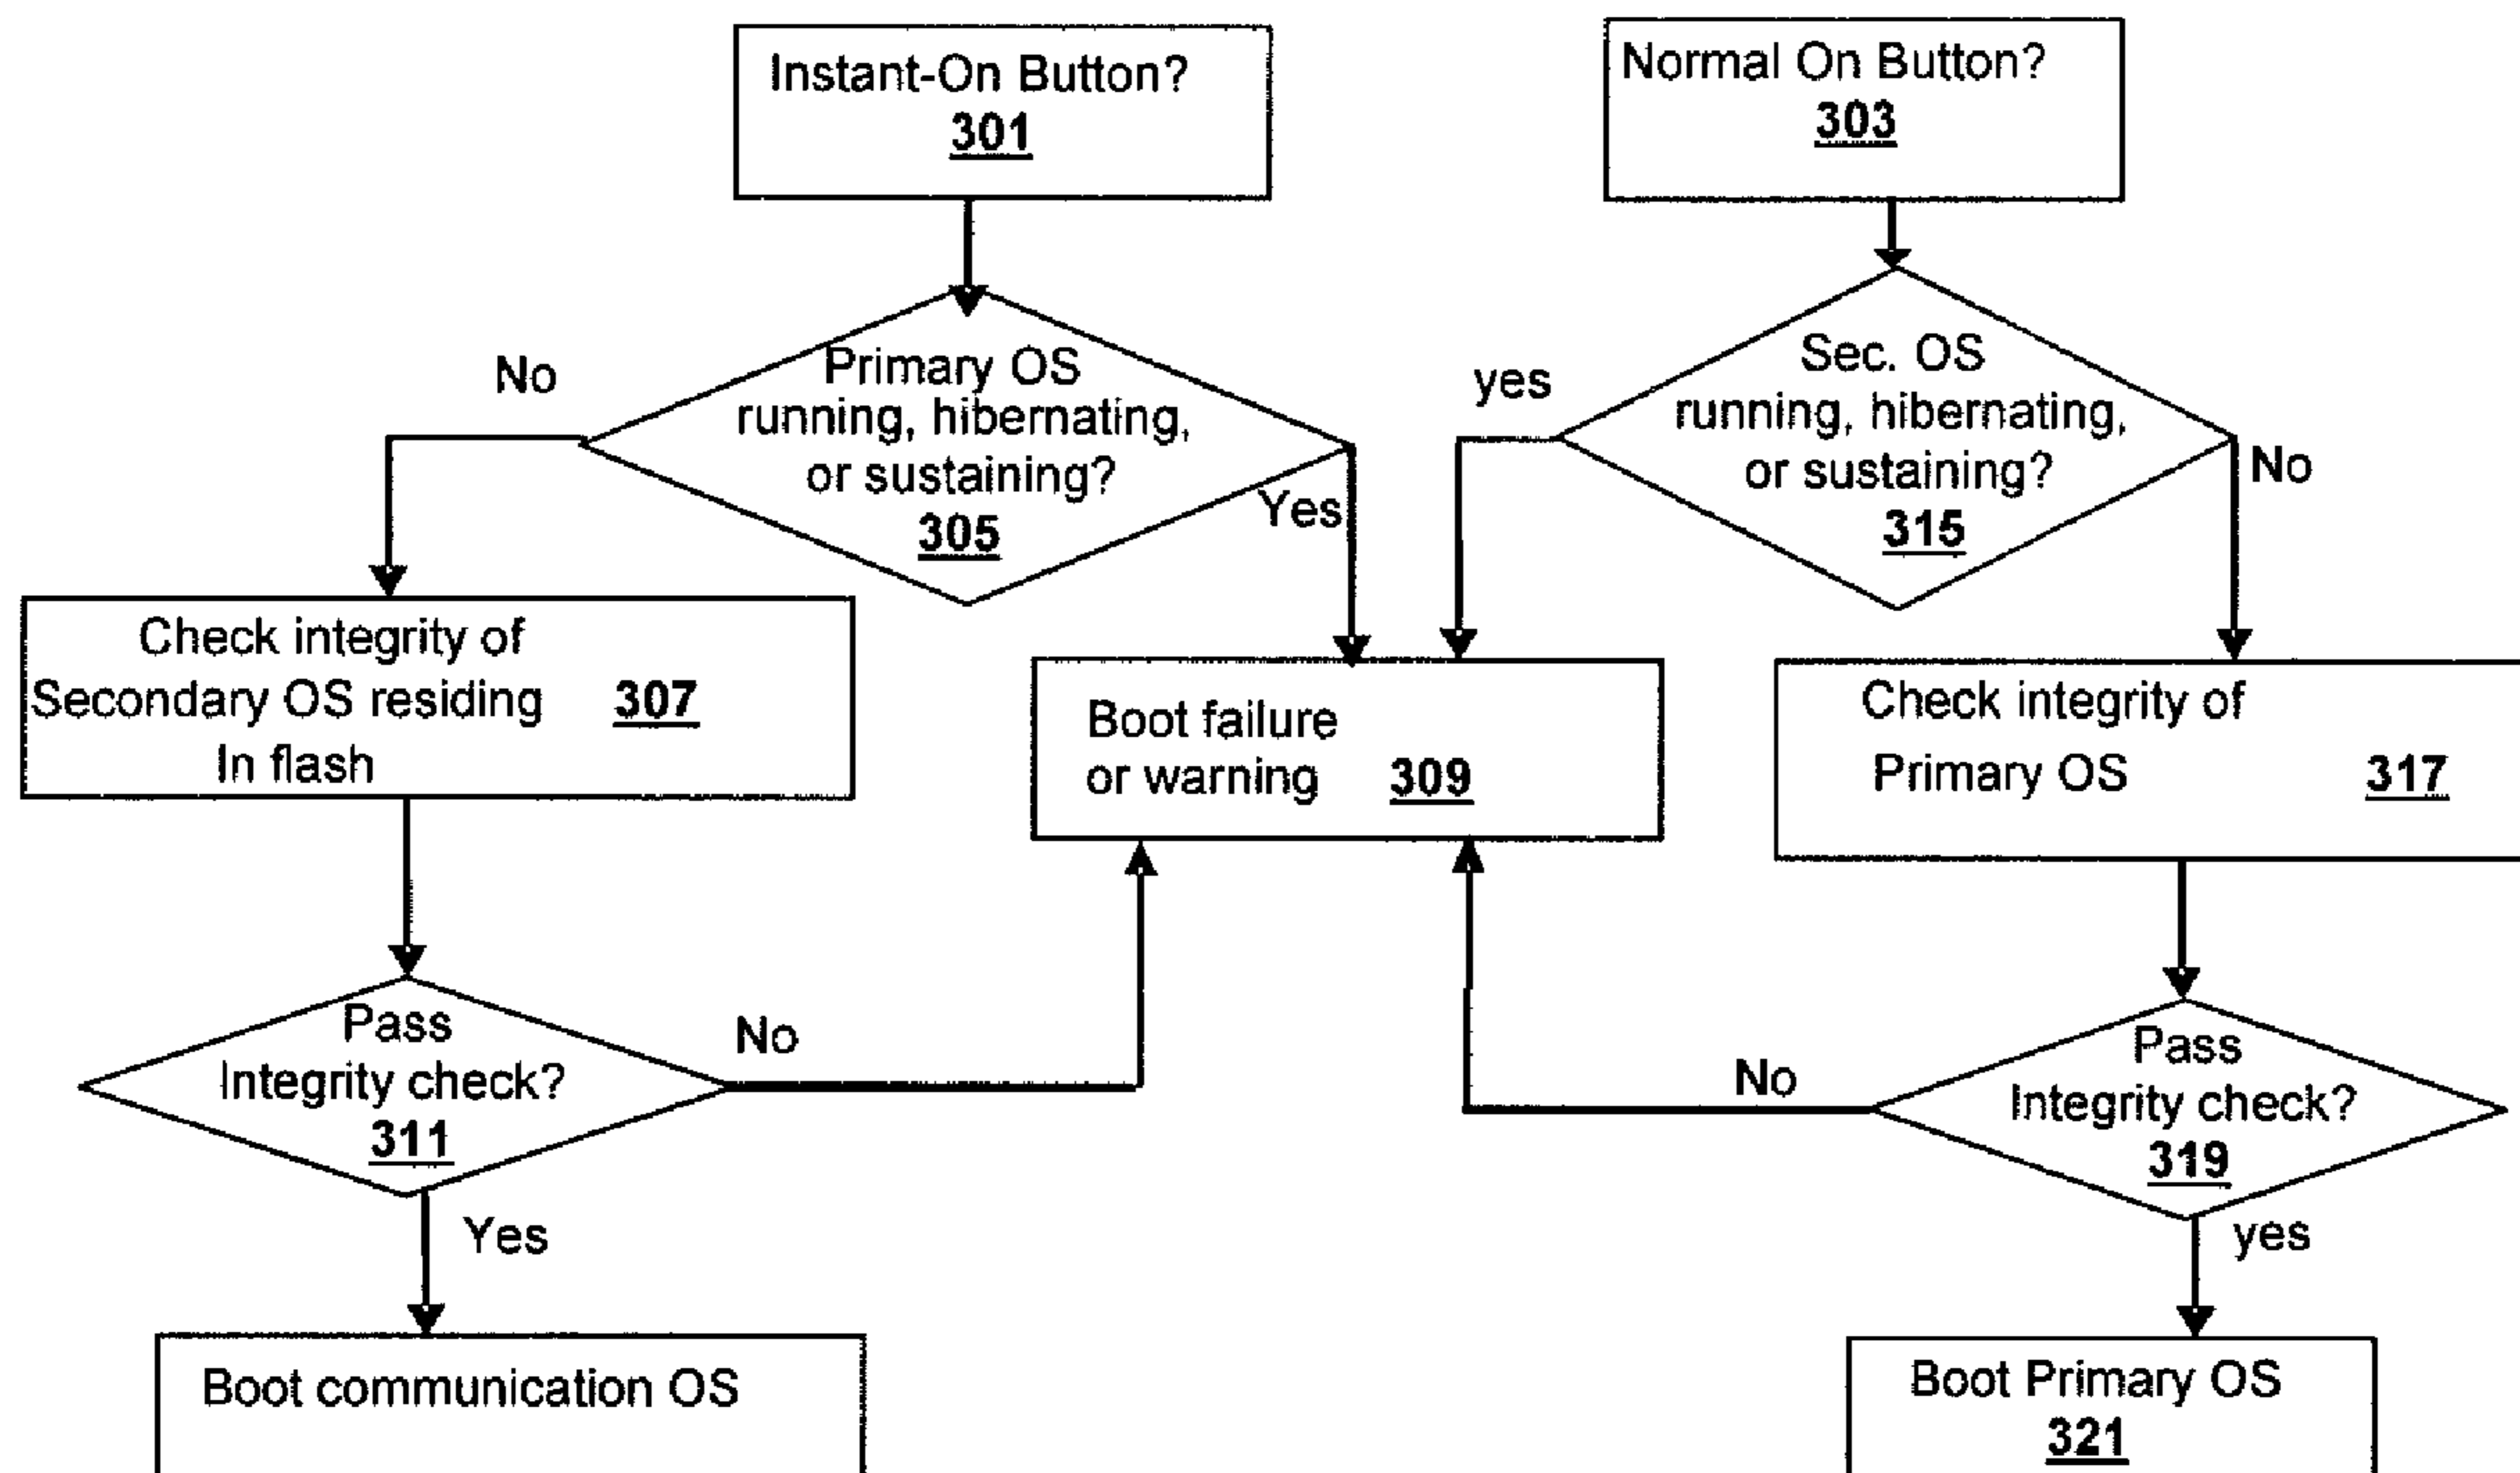 Instant-On Button?
301
Normal On Button?
303
No
Primary OS
running, hibernating,
or sustaining?
305
Yes
yes
Sec. OS
running, hibernating,
or sustaining?
315
No
Check integrity of
Secondary OS residing 307
In flash
Boot failure
or warning 309
Check integrity of
Primary OS 317
Pass
Integrity check?
311
No
Yes
No
Pass
Integrity check?
319
yes
Boot communication OS
Boot Primary OS
321